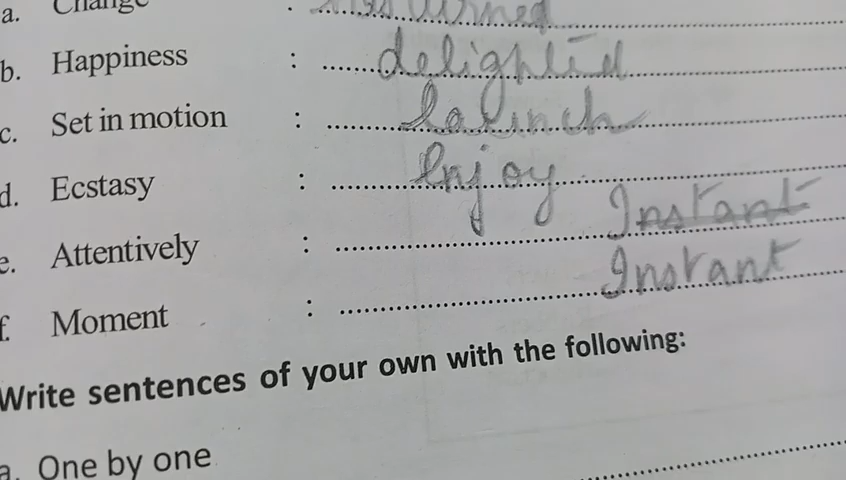 a. Change :
b. Happiness : delightid
c. Set in motion : launch
d. Ecstasy : Enjoy
e. Attentively : Instant
f. Moment : Instant
Write sentences of your own with the following:
a. One by one